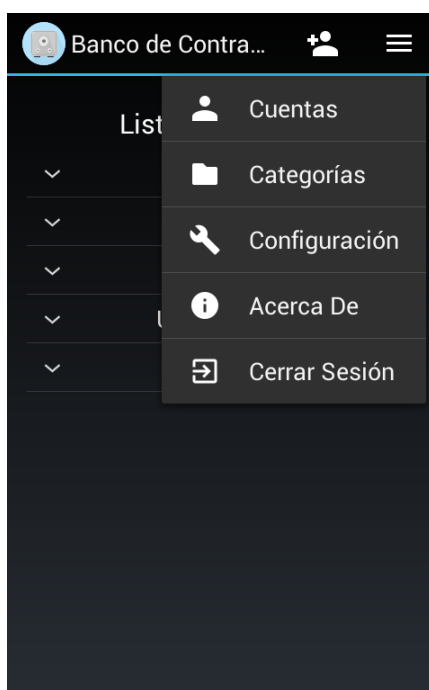 Banco de Contra...
List
Cuentas
Categorías
Configuración
Acerca De
Cerrar Sesión